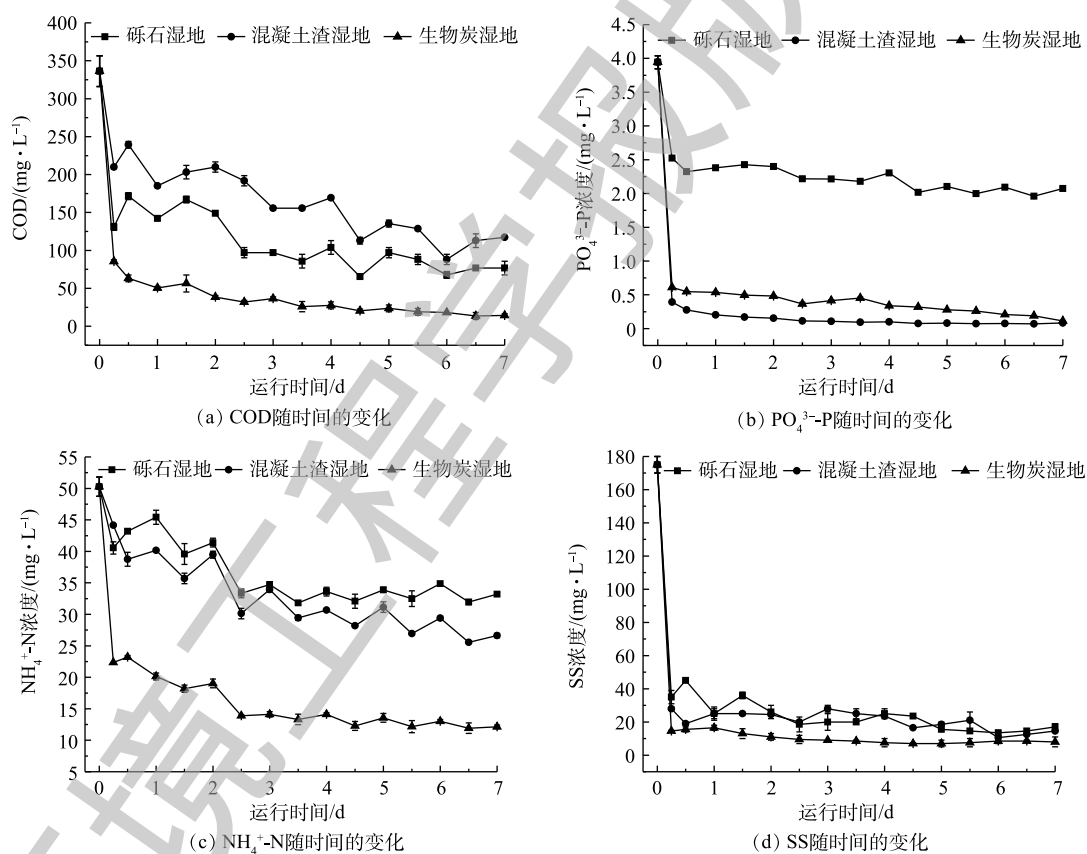 400
350
300
250
200
150
100
50
0
COD/(mg·L⁻¹)
砾石湿地 混凝土渣湿地 生物炭湿地
0 1 2 3 4 5 6 7
运行时间/d
(a) COD随时间的变化
4.5
4.0
3.5
3.0
2.5
2.0
1.5
1.0
0.5
0
PO₄³⁻-P浓度/(mg·L⁻¹)
砾石湿地 混凝土渣湿地 生物炭湿地
0 1 2 3 4 5 6 7
运行时间/d
(b) PO₄³⁻-P随时间的变化
55
50
45
40
35
30
25
20
15
10
5
NH₄⁺-N浓度/(mg·L⁻¹)
砾石湿地 混凝土渣湿地 生物炭湿地
0 1 2 3 4 5 6 7
运行时间/d
(c) NH₄⁺-N随时间的变化
180
160
140
120
100
80
60
40
20
0
SS浓度/(mg·L⁻¹)
砾石湿地 混凝土渣湿地 生物炭湿地
0 1 2 3 4 5 6 7
运行时间/d
(d) SS随时间的变化
境工程学报版